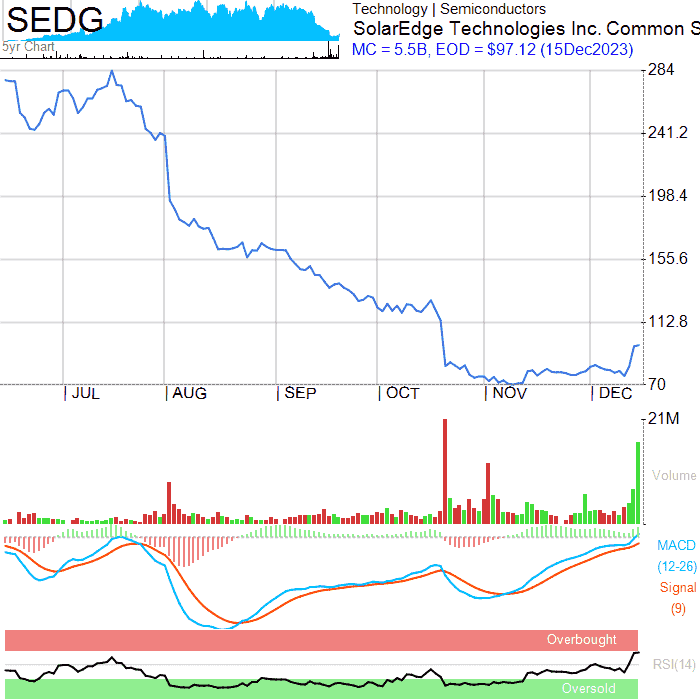 SEDG
5yr Chart
Technology | Semiconductors
SolarEdge Technologies Inc. Common S
MC = 5.5B, EOD = $97.12 (15Dec2023)
284
241.2
198.4
155.6
112.8
70
JUL AUG SEP OCT NOV DEC
21M
Volume
MACD
(12-26)
Signal
(9)
Overbought
RSI(14)
Oversold